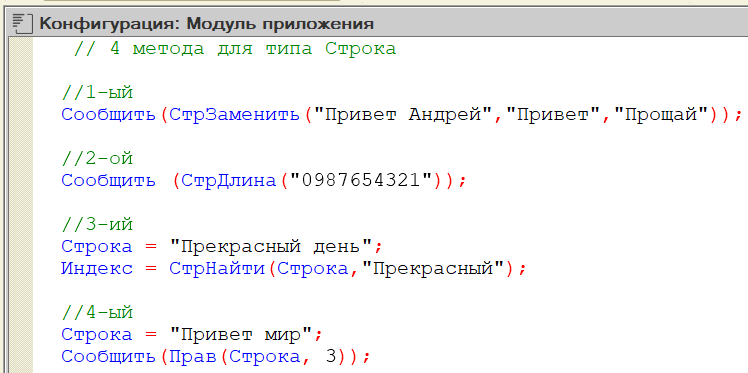 Конфигурация: Модуль приложения
// 4 метода для типа Строка
//1-ый
Сообщить(СтрЗаменить("Привет Андрей","Привет","Прощай"));
//2-ой
Сообщить (СтрДлина("0987654321"));
//3-ий
Строка = "Прекрасный день";
Индекс = СтрНайти(Строка,"Прекрасный");
//4-ый
Строка = "Привет мир";
Сообщить(Прав(Строка, 3));